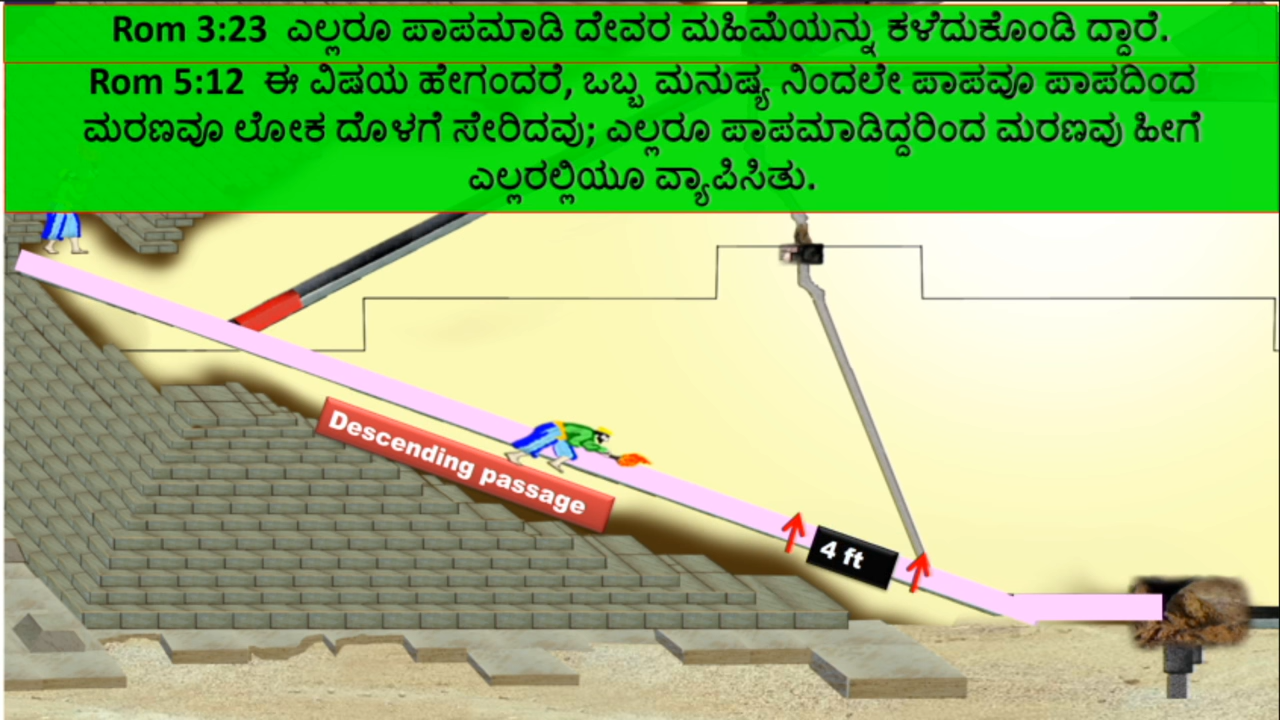 Rom 3:23 ಎಲ್ಲರೂ ಪಾಪಮಾಡಿ ದೇವರ ಮಹಿಮೆಯನ್ನು ಕಳೆದುಕೊಂಡಿ ದ್ದಾರೆ.
Rom 5:12 ಈ ವಿಷಯ ಹೇಗಂದರೆ, ಒಬ್ಬ ಮನುಷ್ಯ ನಿಂದಲೇ ಪಾಪವೂ ಪಾಪದಿಂದ
ಮರಣವೂ ಲೋಕ ದೊಳಗೆ ಸೇರಿದವು; ಎಲ್ಲರೂ ಪಾಪಮಾಡಿದ್ದರಿಂದ ಮರಣವು ಹೀಗೆ
ಎಲ್ಲರಲ್ಲಿಯೂ ವ್ಯಾಪಿಸಿತು.
Descending passage
4 ft